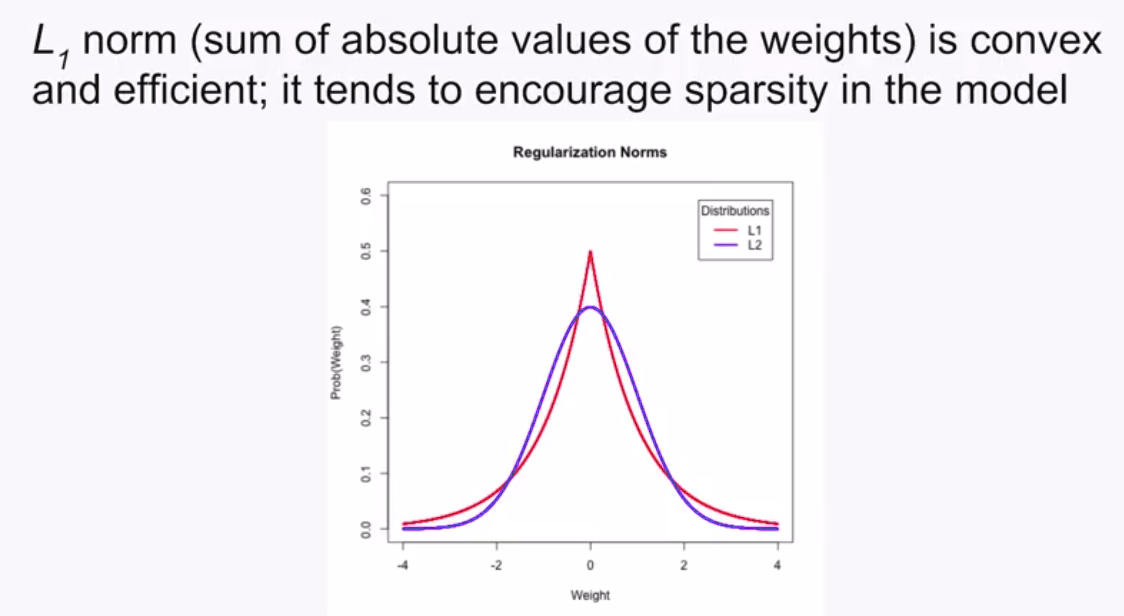 L1 norm (sum of absolute values of the weights) is convex
and efficient; it tends to encourage sparsity in the model
Regularization Norms
Distributions
L1
L2
Prob(Weight)
0.6
0.5
0.4
0.3
0.2
0.1
0.0
-4 -2 0 2 4
Weight